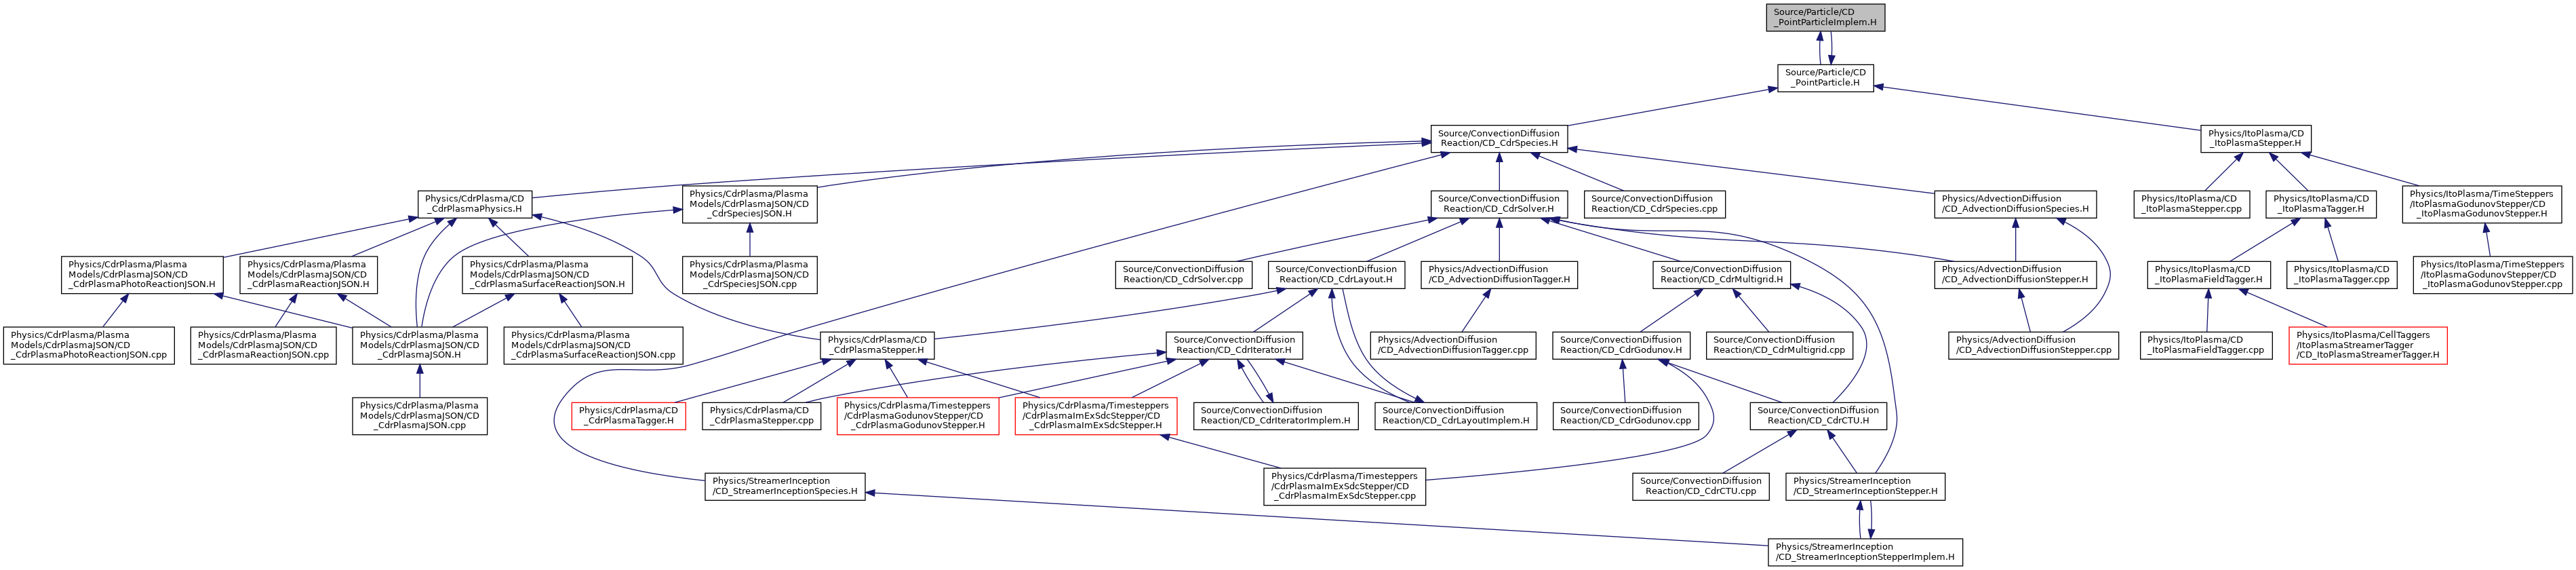 Source/Particle/CD
_PointParticleImplem.H
Source/Particle/CD
_PointParticle.H
Source/ConvectionDiffusion
Reaction/CD_CdrSpecies.H
Physics/ItoPlasma/CD
_ItoPlasmaStepper.H
Physics/CdrPlasma/CD
_CdrPlasmaPhysics.H
Physics/CdrPlasma/Plasma
Models/CdrPlasmaJSON/CD
_CdrSpeciesJSON.H
Source/ConvectionDiffusion
Reaction/CD_CdrSolver.H
Source/ConvectionDiffusion
Reaction/CD_CdrSpecies.cpp
Physics/AdvectionDiffusion
/CD_AdvectionDiffusionSpecies.H
Physics/ItoPlasma/CD
_ItoPlasmaStepper.cpp
Physics/ItoPlasma/CD
_ItoPlasmaTagger.H
Physics/ItoPlasma/TimeSteppers
/ItoPlasmaGodunovStepper/CD
_ItoPlasmaGodunovStepper.H
Physics/CdrPlasma/Plasma
Models/CdrPlasmaJSON/CD
_CdrPlasmaPhotoReactionJSON.H
Physics/CdrPlasma/Plasma
Models/CdrPlasmaJSON/CD
_CdrPlasmaReactionJSON.H
Physics/CdrPlasma/Plasma
Models/CdrPlasmaJSON/CD
_CdrPlasmaSurfaceReactionJSON.H
Physics/CdrPlasma/Plasma
Models/CdrPlasmaJSON/CD
_CdrSpeciesJSON.cpp
Source/ConvectionDiffusion
Reaction/CD_CdrSolver.cpp
Source/ConvectionDiffusion
Reaction/CD_CdrLayout.H
Physics/AdvectionDiffusion
/CD_AdvectionDiffusionTagger.H
Source/ConvectionDiffusion
Reaction/CD_CdrMultigrid.H
Physics/AdvectionDiffusion
/CD_AdvectionDiffusionStepper.H
Physics/ItoPlasma/CD
_ItoPlasmaFieldTagger.H
Physics/ItoPlasma/CD
_ItoPlasmaTagger.cpp
Physics/ItoPlasma/TimeSteppers
/ItoPlasmaGodunovStepper/CD
_ItoPlasmaGodunovStepper.cpp
Physics/CdrPlasma/Plasma
Models/CdrPlasmaJSON/CD
_CdrPlasmaPhotoReactionJSON.cpp
Physics/CdrPlasma/Plasma
Models/CdrPlasmaJSON/CD
_CdrPlasmaReactionJSON.cpp
Physics/CdrPlasma/Plasma
Models/CdrPlasmaJSON/CD
_CdrPlasmaJSON.H
Physics/CdrPlasma/Plasma
Models/CdrPlasmaJSON/CD
_CdrPlasmaSurfaceReactionJSON.cpp
Physics/CdrPlasma/CD
_CdrPlasmaStepper.H
Source/ConvectionDiffusion
Reaction/CD_CdrIterator.H
Physics/AdvectionDiffusion
/CD_AdvectionDiffusionTagger.cpp
Source/ConvectionDiffusion
Reaction/CD_CdrGodunov.H
Source/ConvectionDiffusion
Reaction/CD_CdrMultigrid.cpp
Physics/AdvectionDiffusion
/CD_AdvectionDiffusionStepper.cpp
Physics/ItoPlasma/CD
_ItoPlasmaFieldTagger.cpp
Physics/ItoPlasma/CellTaggers
/ItoPlasmaStreamerTagger
/CD_ItoPlasmaStreamerTagger.H
Physics/CdrPlasma/Plasma
Models/CdrPlasmaJSON/CD
_CdrPlasmaJSON.cpp
Physics/CdrPlasma/CD
_CdrPlasmaTagger.H
Physics/CdrPlasma/CD
_CdrPlasmaStepper.cpp
Physics/CdrPlasma/Timesteppers
/CdrPlasmaGodunovStepper/CD
_CdrPlasmaGodunovStepper.H
Physics/CdrPlasma/Timesteppers
/CdrPlasmaImExSdcStepper/CD
_CdrPlasmaImExSdcStepper.H
Source/ConvectionDiffusion
Reaction/CD_CdrIteratorImplem.H
Source/ConvectionDiffusion
Reaction/CD_CdrLayoutImplem.H
Source/ConvectionDiffusion
Reaction/CD_CdrGodunov.cpp
Source/ConvectionDiffusion
Reaction/CD_CdrCTU.H
Physics/StreamerInception
/CD_StreamerInceptionSpecies.H
Physics/CdrPlasma/Timesteppers
/CdrPlasmaImExSdcStepper/CD
_CdrPlasmaImExSdcStepper.cpp
Source/ConvectionDiffusion
Reaction/CD_CdrCTU.cpp
Physics/StreamerInception
/CD_StreamerInceptionStepper.H
Physics/StreamerInception
/CD_StreamerInceptionStepperImplem.H